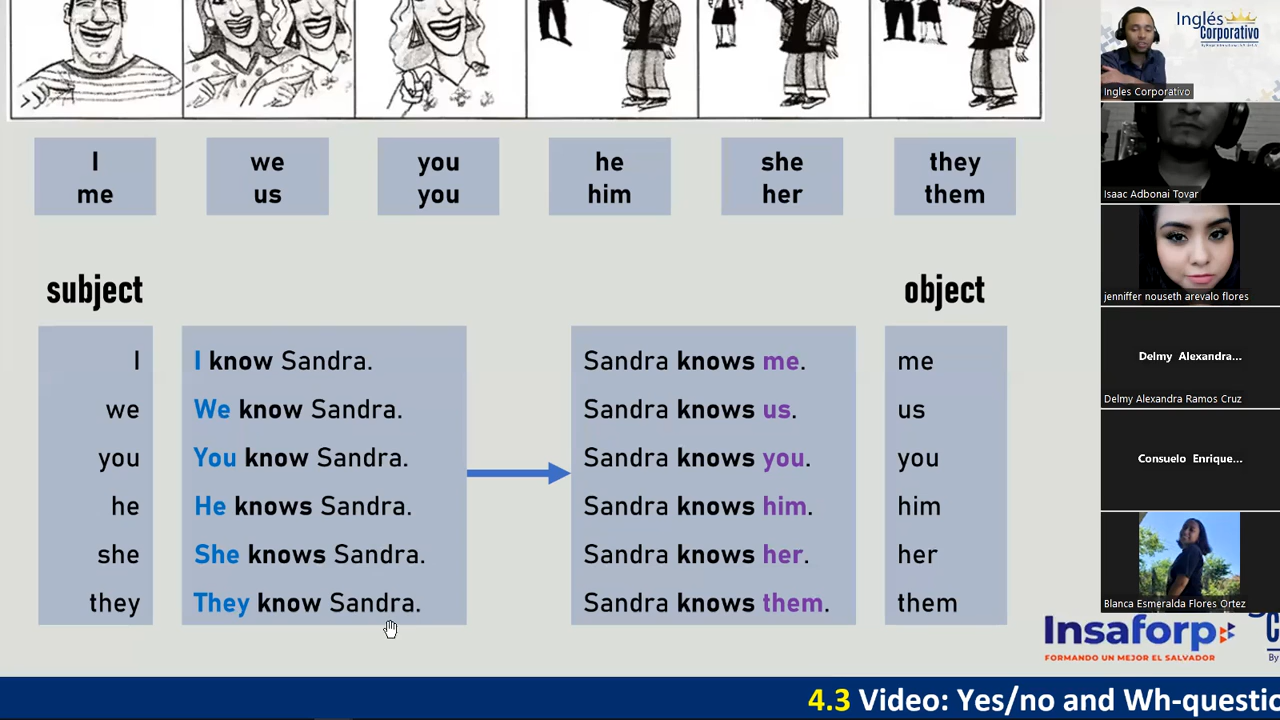 I
me
we
us
you
you
he
him
she
her
they
them
subject
object
I
we
you
he
she
they
I know Sandra.
We know Sandra.
You know Sandra.
He knows Sandra.
She knows Sandra.
They know Sandra.
Sandra knows me.
Sandra knows us.
Sandra knows you.
Sandra knows him.
Sandra knows her.
Sandra knows them.
me
us
you
him
her
them
Inglés
Corporativo
Ingles Corporativo
Isaac Adbonai Tovar
jenniffer nouseth arevalo flores
Delmy Alexandra...
Delmy Alexandra Ramos Cruz
Consuelo Enrique...
Blanca Esmeralda Flores Ortez
Insaforp
FORMANDO UN MEJOR EL SALVADOR
By
4.3 Video: Yes/no and Wh-questio